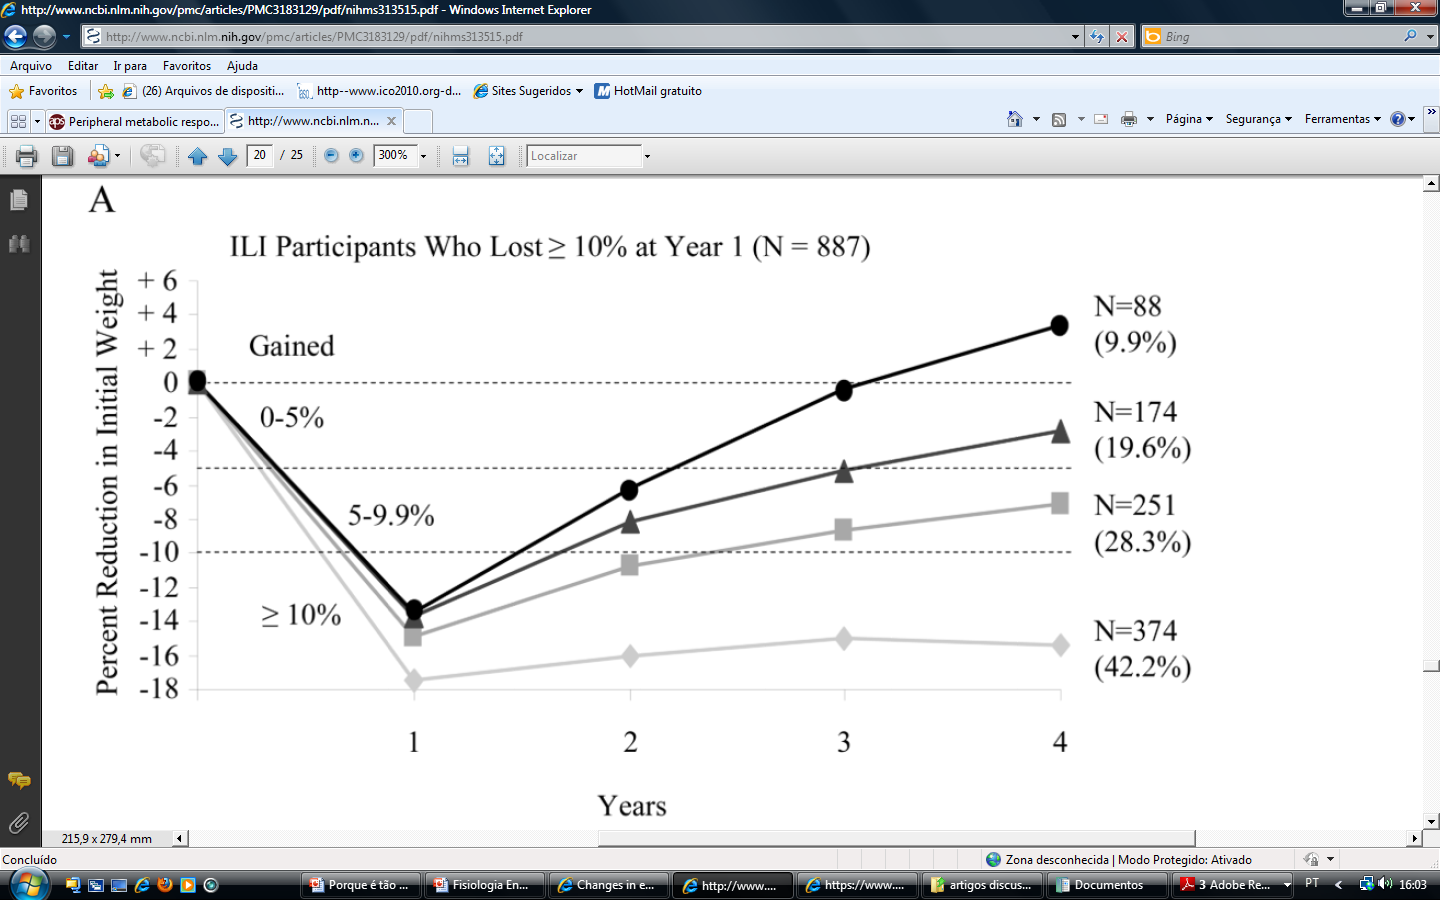 http://www.ncbi.nlm.nih.gov/pmc/articles/PMC3183129/pdf/nihms313515.pdf - Windows Internet Explorer
http://www.ncbi.nlm.nih.gov/pmc/articles/PMC3183129/pdf/nihms313515.pdf
Bing
Arquivo Editar Ir para Favoritos Ajuda
Favoritos (26) Arquivos de dispositi... http--www.ico2010.org-d... Sites Sugeridos HotMail gratuito
aps Peripheral metabolic respo... http://www.ncbi.nlm.n... Página Segurança Ferramentas
20 / 25 300% Localizar
A
ILI Participants Who Lost ≥ 10% at Year 1 (N = 887)
Percent Reduction in Initial Weight
+ 6
+ 4
+ 2
0
-2
-4
-6
-8
-10
-12
-14
-16
-18
Gained
0-5%
5-9.9%
≥ 10%
N=88
(9.9%)
N=174
(19.6%)
N=251
(28.3%)
N=374
(42.2%)
1 2 3 4
Years
215,9 x 279,4 mm
Concluído Zona desconhecida | Modo Protegido: Ativado
Porque é tão ... Fisiologia En... Changes in e... http://www.... https://www.... artigos discus... Documentos 3 Adobe Re... PT 16:03